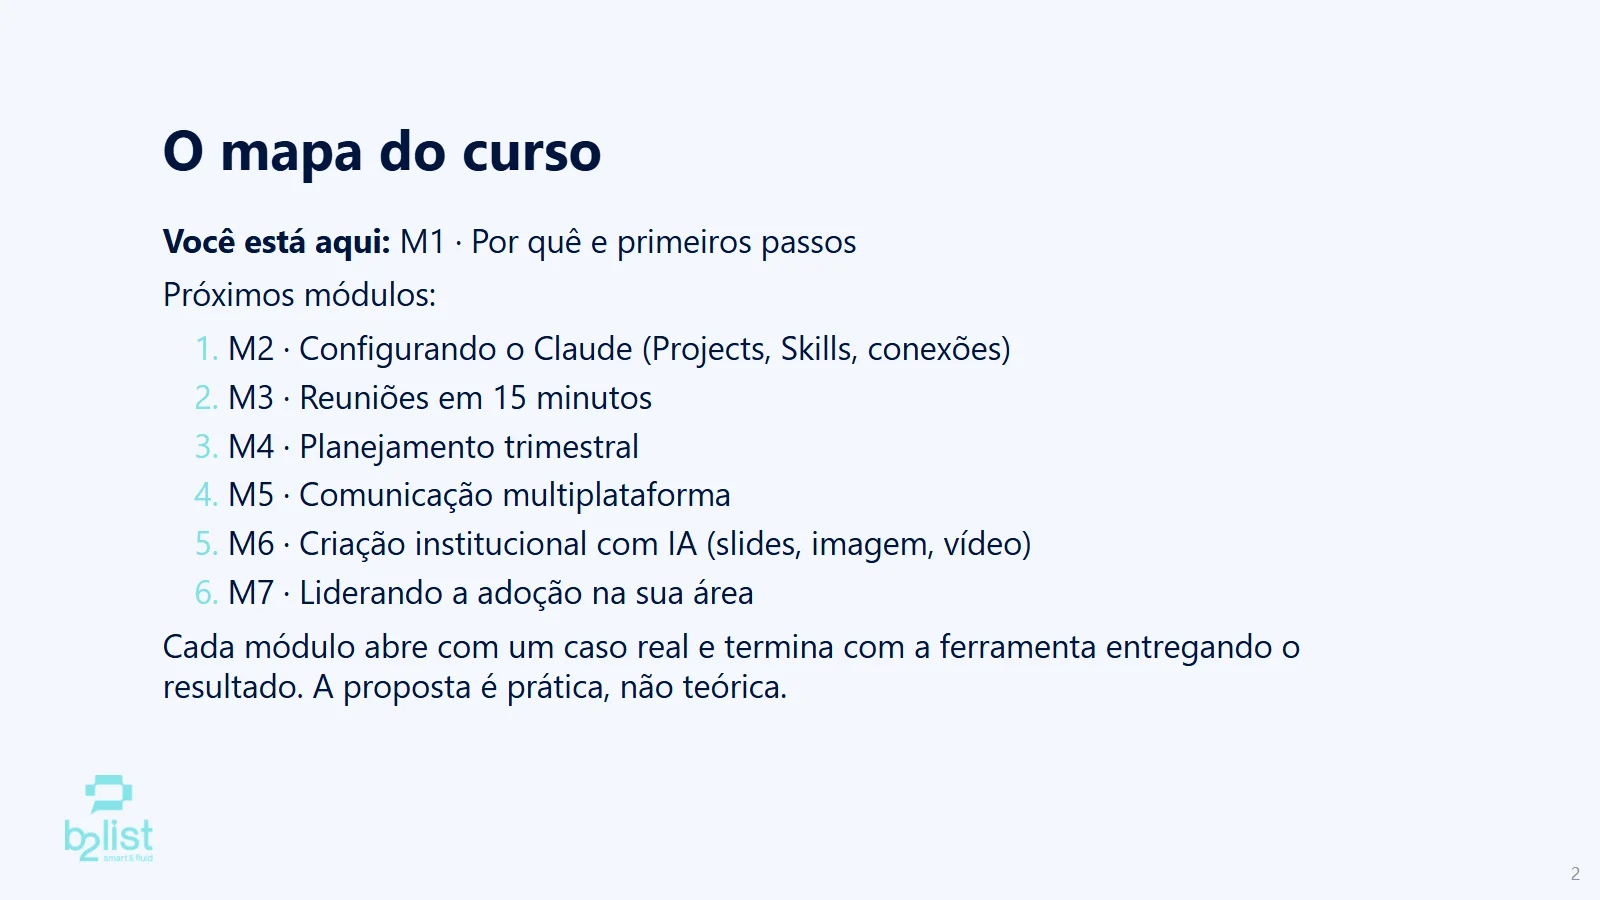 O mapa do curso
Você está aqui: M1 · Por quê e primeiros passos
Próximos módulos:
1. M2 · Configurando o Claude (Projects, Skills, conexões)
2. M3 · Reuniões em 15 minutos
3. M4 · Planejamento trimestral
4. M5 · Comunicação multiplataforma
5. M6 · Criação institucional com IA (slides, imagem, vídeo)
6. M7 · Liderando a adoção na sua área
Cada módulo abre com um caso real e termina com a ferramenta entregando o
resultado. A proposta é prática, não teórica.
b2list
smart & fluid
2